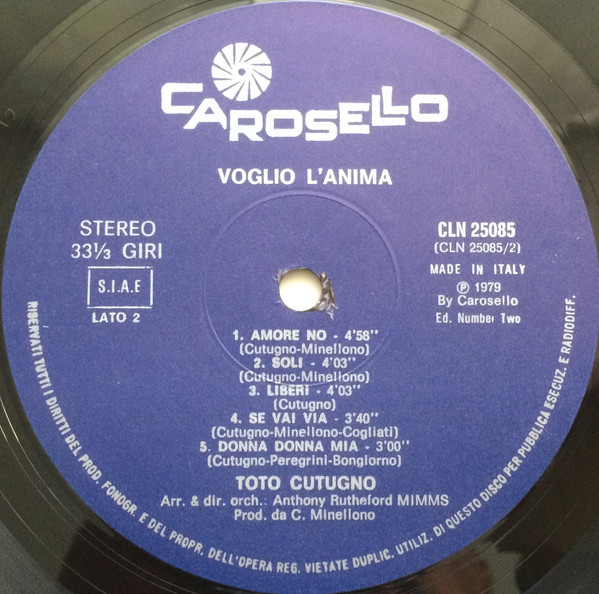 CAROSELLO
VOGLIO L'ANIMA
STEREO
33⅓ GIRI
S.I.A.E
LATO 2
CLN 25085
(CLN 25085/2)
MADE IN ITALY
℗ 1979
By Carosello
Ed. Number Two
1. AMORE NO - 4'58"
(Cutugno-Minellono)
2. SOLI - 4'03"
(Cutugno-Minellono)
3. LIBERI - 4'03"
(Cutugno)
4. SE VAI VIA - 3'40"
(Cutugno-Minellono-Cogliati)
5. DONNA DONNA MIA - 3'00"
(Cutugno-Peregrini-Bongiorno)
TOTO CUTUGNO
Arr. & dir. orch.: Anthony Rutheford MIMMS
Prod. da C. Minellono
RISERVATI TUTTI I DIRITTI DEL PROD. FONOGR. E DEL PROPR. DELL'OPERA REG. VIETATE DUPLIC. UTILIZ. DI QUESTO DISCO PER PUBBLICA ESECUZ. E RADIODIFF.